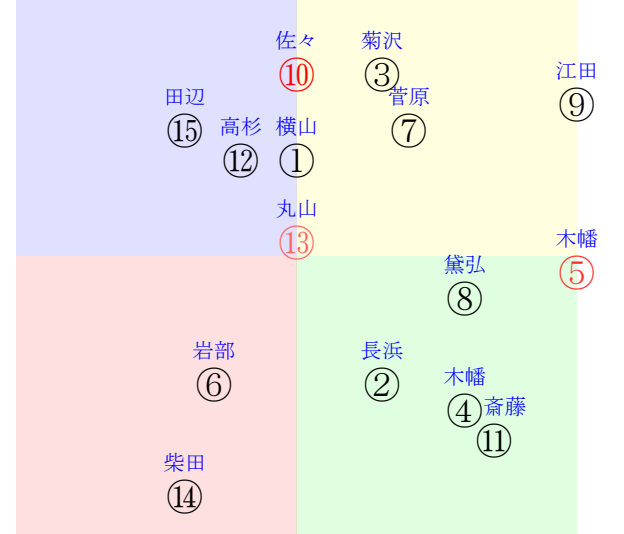 佐々
⑩
菊沢
③
江田
⑨
田辺
⑮
菅原
⑦
高杉
⑫
横山
①
丸山
⑬
木幡
⑤
黛弘
⑧
岩部
⑥
長浜
②
木幡
④
斎藤
⑪
柴田
⑭